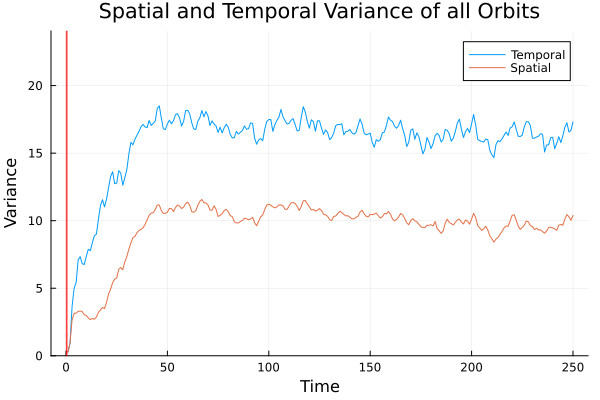 Spatial and Temporal Variance of all Orbits
Temporal
Spatial
20
15
10
5
0
Variance
0 50 100 150 200 250
Time